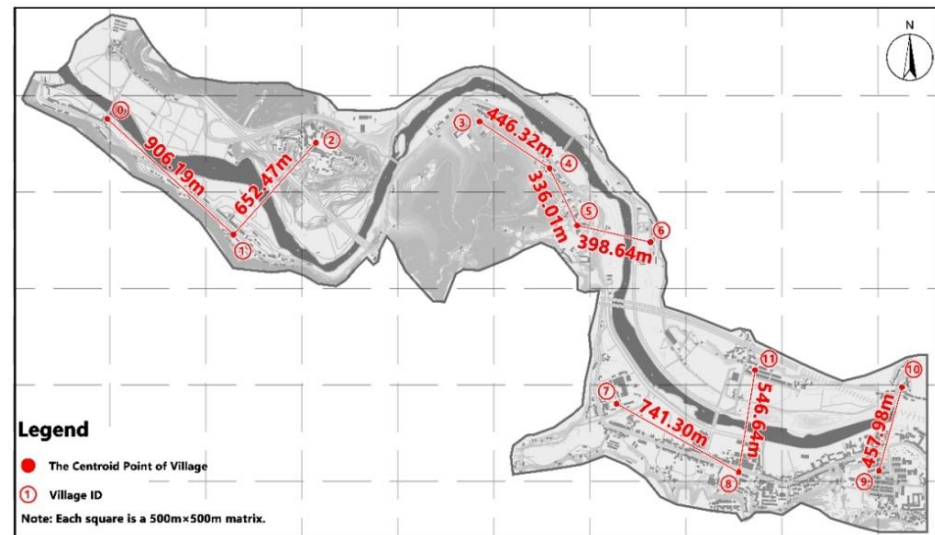 N
0
906.19m
1
652.47m
2
3
446.32m
4
336.01m
5
398.64m
6
7
741.30m
8
546.64m
11
10
457.98m
9
Legend
The Centroid Point of Village
1 Village ID
Note: Each square is a 500m×500m matrix.